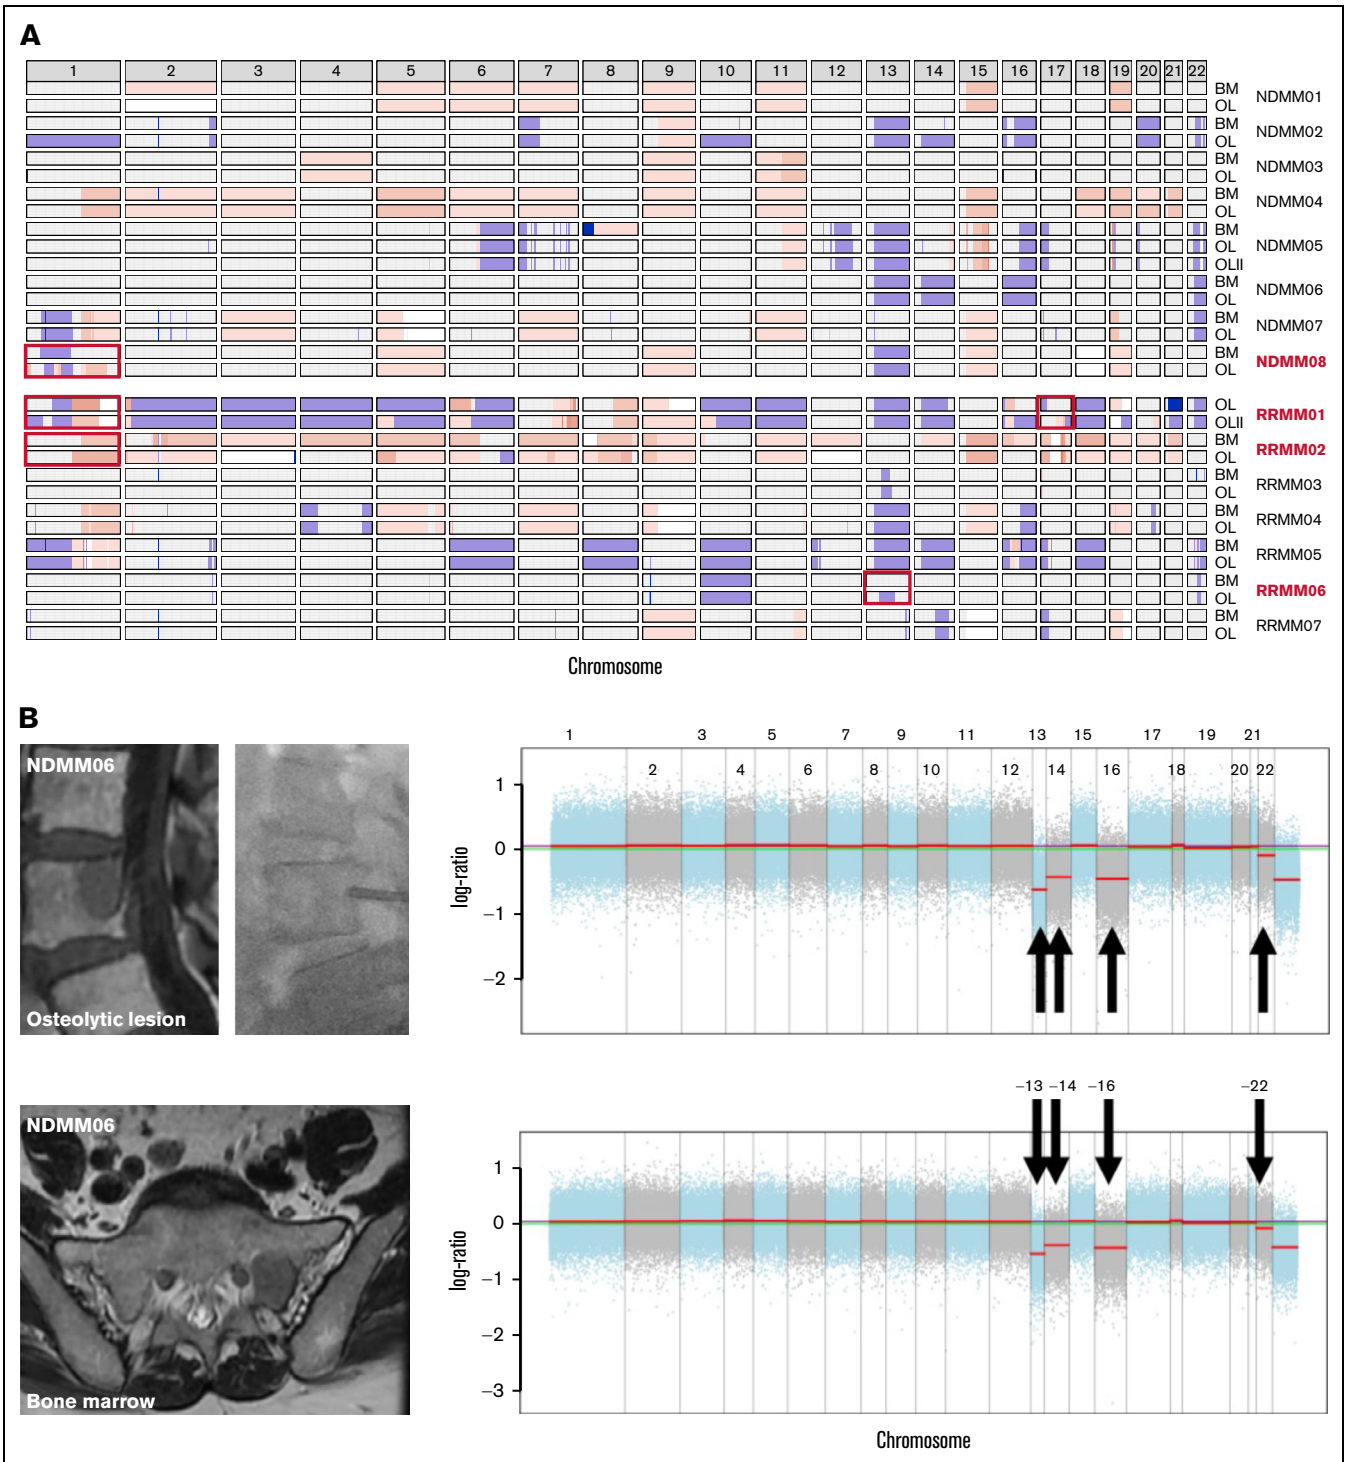 A
1 2 3 4 5 6 7 8 9 10 11 12 13 14 15 16 17 18 19 20 21 22
BM
OL NDMM01
BM
OL NDMM02
BM
OL NDMM03
BM
OL NDMM04
BM
OL NDMM05
OLII
BM
OL NDMM06
BM
OL NDMM07
BM
OL NDMM08
OL
OLII RRMM01
BM
OL RRMM02
BM
OL RRMM03
BM
OL RRMM04
BM
OL RRMM05
BM
OL RRMM06
BM
OL RRMM07
Chromosome
B
NDMM06
Osteolytic lesion
1 3 5 7 9 11 13 15 17 19 21
2 4 6 8 10 12 14 16 18 20 22
1
0
−1
−2
log-ratio
NDMM06
Bone marrow
−13 −14 −16 −22
1
0
−1
−2
−3
log-ratio
Chromosome